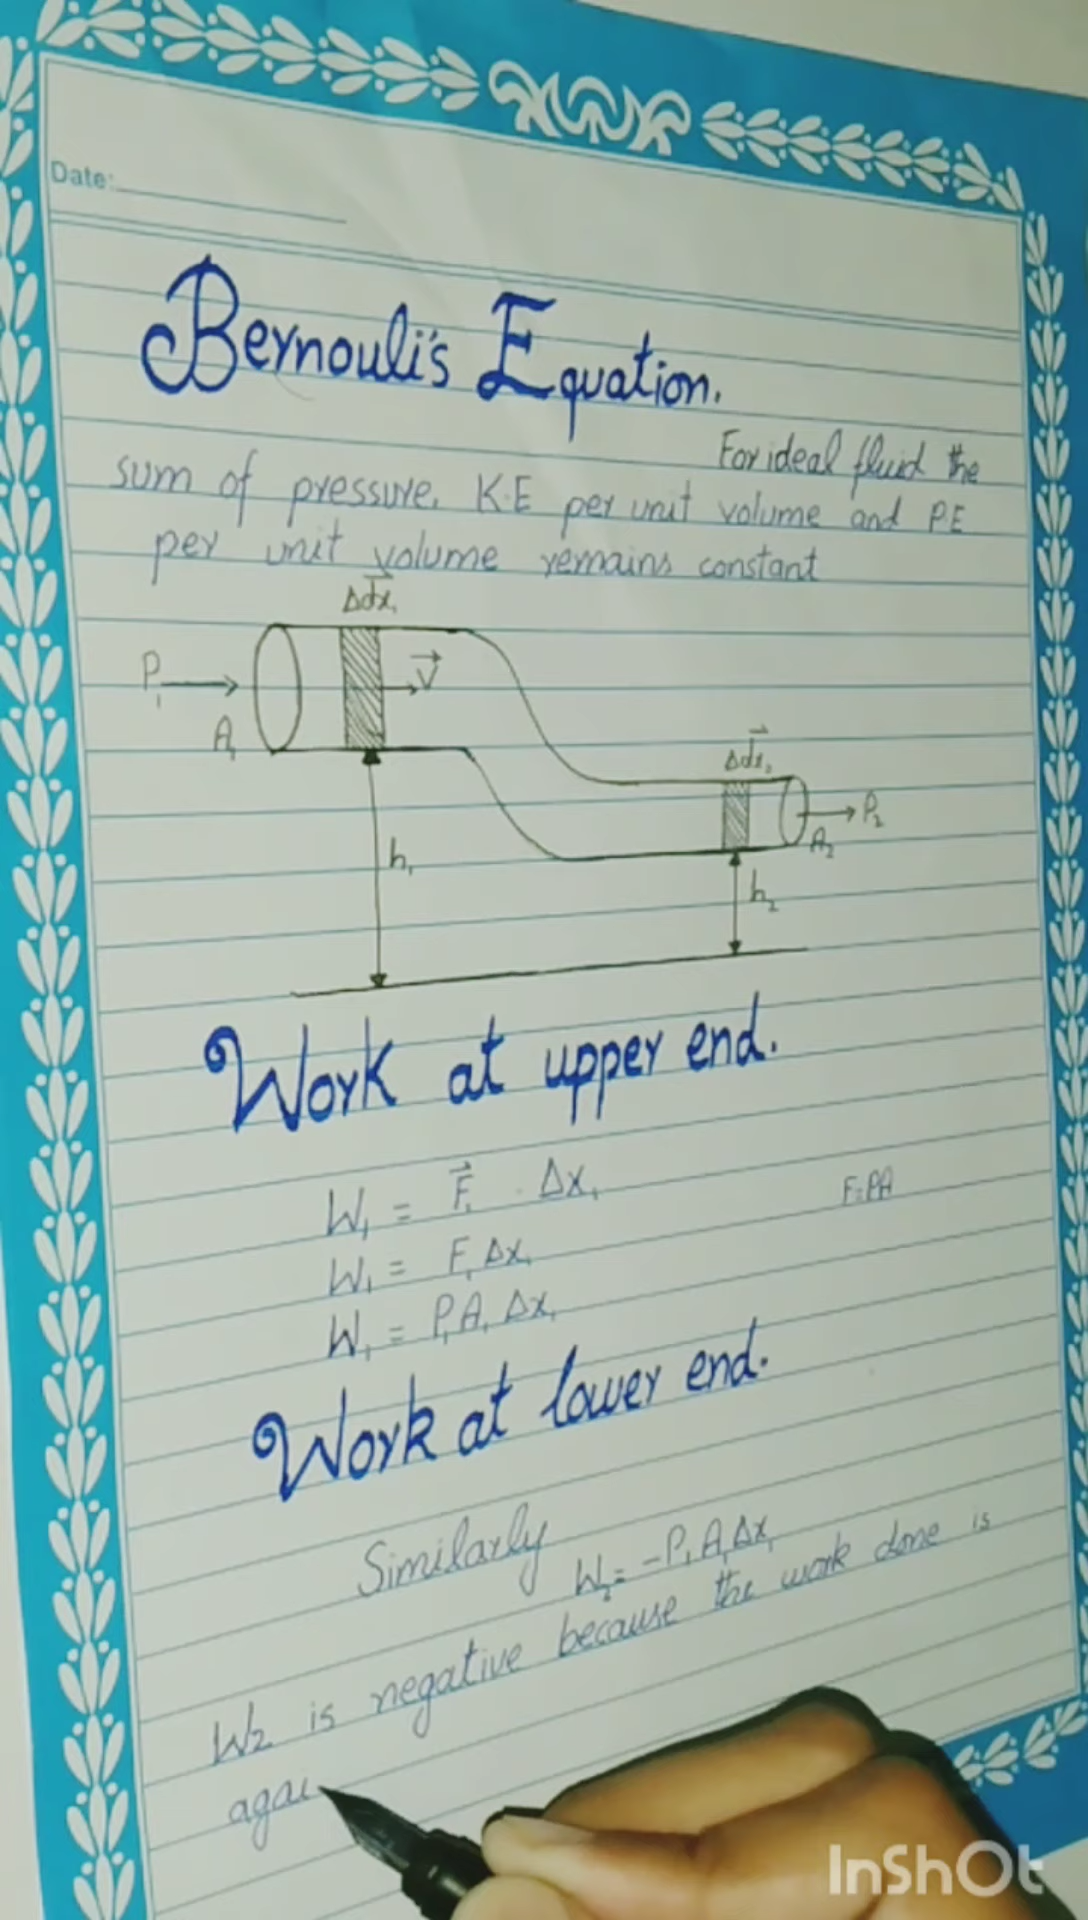 Date:
Bernouli's Equation.
For ideal fluid the
sum of pressure, K.E per unit volume and P.E
per unit volume remains constant
Δdx₁
P₁
V
A₁
Δdx₂
P₂
A₂
h₁
h₂
Work at upper end.
W₁ = F₁ . Δx₁
F=PA
W₁ = F₁Δx₁
W₁ = P₁A₁Δx₁
Work at lower end.
Similarly
W₂= -P₁A₁Δx₁
W2 is negative because the work done is
agai
InShOt